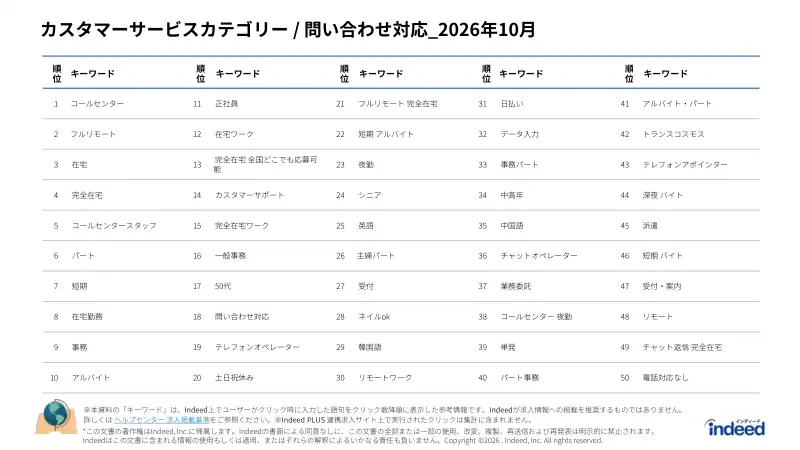 カスタマーサービスカテゴリー / 問い合わせ対応_2026年10月
順位 キーワード 順位 キーワード 順位 キーワード 順位 キーワード 順位 キーワード
1 コールセンター 11 正社員 21 フルリモート 完全在宅 31 日払い 41 アルバイト・パート
2 フルリモート 12 在宅ワーク 22 短期 アルバイト 32 データ入力 42 トランスコスモス
3 在宅 13 完全在宅 全国どこでも応募可能 23 夜勤 33 事務パート 43 テレフォンアポインター
4 完全在宅 14 カスタマーサポート 24 シニア 34 中高年 44 深夜 バイト
5 コールセンタースタッフ 15 完全在宅ワーク 25 英語 35 中国語 45 派遣
6 パート 16 一般事務 26 主婦パート 36 チャットオペレーター 46 短期 バイト
7 短期 17 50代 27 受付 37 業務委託 47 受付・案内
8 在宅勤務 18 問い合わせ対応 28 ネイルok 38 コールセンター 夜勤 48 リモート
9 事務 19 テレフォンオペレーター 29 韓国語 39 単発 49 チャット返信 完全在宅
10 アルバイト 20 土日祝休み 30 リモートワーク 40 パート事務 50 電話対応なし
※本資料の「キーワード」は、Indeed上でユーザーがクリック時に入力した語句をクリック数降順に表示した参考情報です。Indeedが求人情報への掲載を推奨するものではありません。
詳しくは ヘルプセンター 求人掲載基準をご参照ください。※Indeed PLUS 連携求人サイト上で実行されたクリックは集計に含まれません。
*この文書の著作権はIndeed, Inc.に帰属します。Indeedの書面による同意なしに、この文書の全部または一部の使用、改変、複製、再送信および再発表は明示的に禁止されます。
Indeedはこの文書に含まれる情報の使用もしくは適用、またはそれらの解釈によるいかなる責任も負いません。Copyright ©2026 , Indeed, Inc. All rights reserved.
インディード
indeed